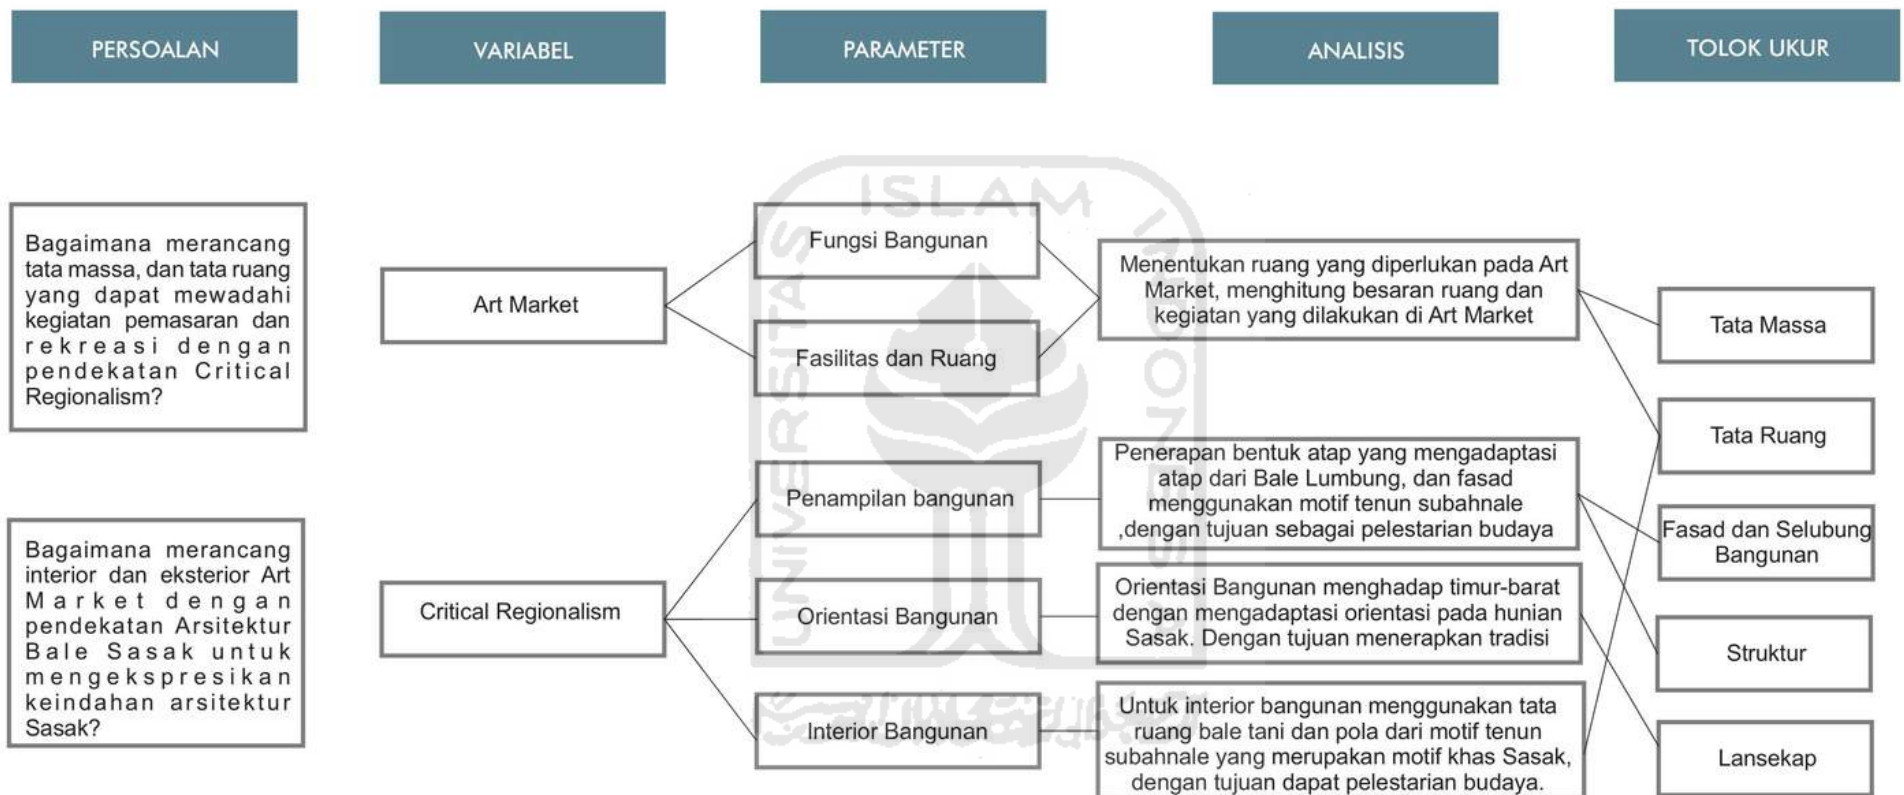 PERSOALAN
VARIABEL
PARAMETER
ANALISIS
TOLOK UKUR
Bagaimana merancang
tata massa, dan tata ruang
yang dapat mewadahi
kegiatan pemasaran dan
rekreasi dengan
pendekatan Critical
Regionalism?
Bagaimana merancang
interior dan eksterior Art
Market dengan
pendekatan Arsitektur
Bale Sasak untuk
mengekspresikan
keindahan arsitektur
Sasak?
Art Market
Critical Regionalism
Fungsi Bangunan
Fasilitas dan Ruang
Penampilan bangunan
Orientasi Bangunan
Interior Bangunan
Menentukan ruang yang diperlukan pada Art
Market, menghitung besaran ruang dan
kegiatan yang dilakukan di Art Market
Penerapan bentuk atap yang mengadaptasi
atap dari Bale Lumbung, dan fasad
menggunakan motif tenun subahnale
,dengan tujuan sebagai pelestarian budaya
Orientasi Bangunan menghadap timur-barat
dengan mengadaptasi orientasi pada hunian
Sasak. Dengan tujuan menerapkan tradisi
Untuk interior bangunan menggunakan tata
ruang bale tani dan pola dari motif tenun
subahnale yang merupakan motif khas Sasak,
dengan tujuan dapat pelestarian budaya.
Tata Massa
Tata Ruang
Fasad dan Selubung
Bangunan
Struktur
Lansekap
UNIVERSITAS
ISLAM
INDONESIA